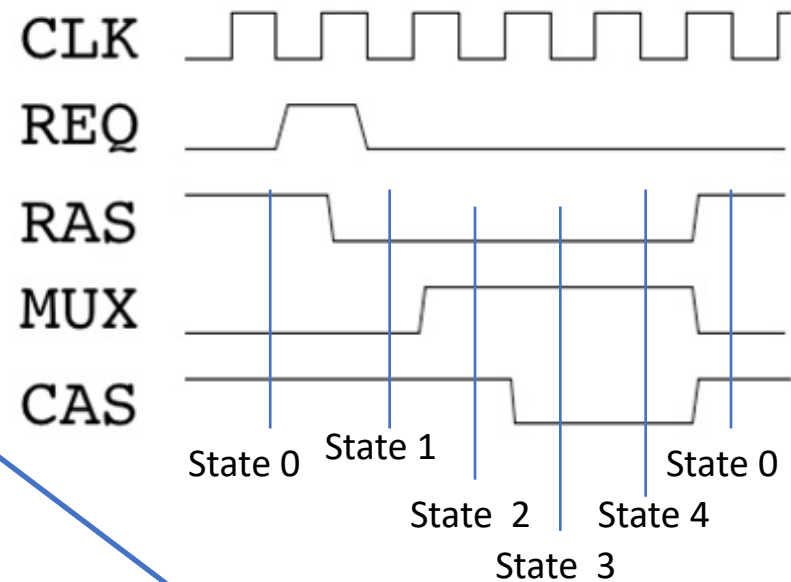 CLK
REQ
RAS
MUX
CAS
State 0
State 1
State 0
State 2
State 4
State 3